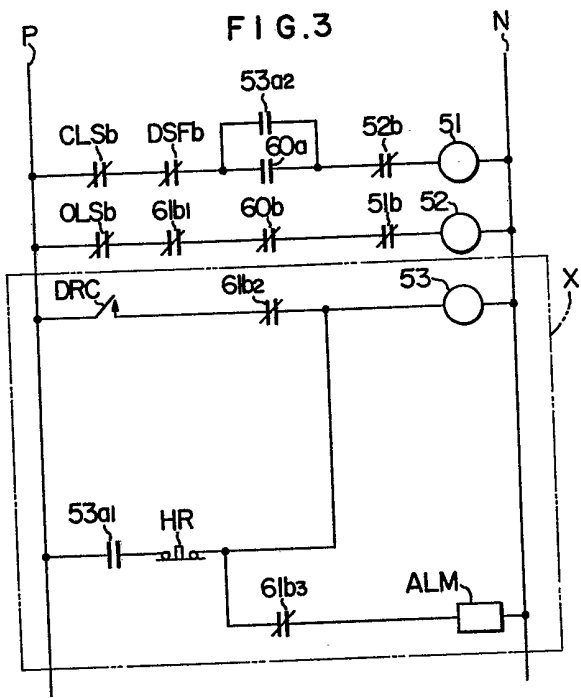 FIG.3
P
N
53a2
CLSb DSFb 60a 52b 51
OLSb 61b1 60b 51b 52
DRC 61b2 53 X
53a1 HR
61b3 ALM